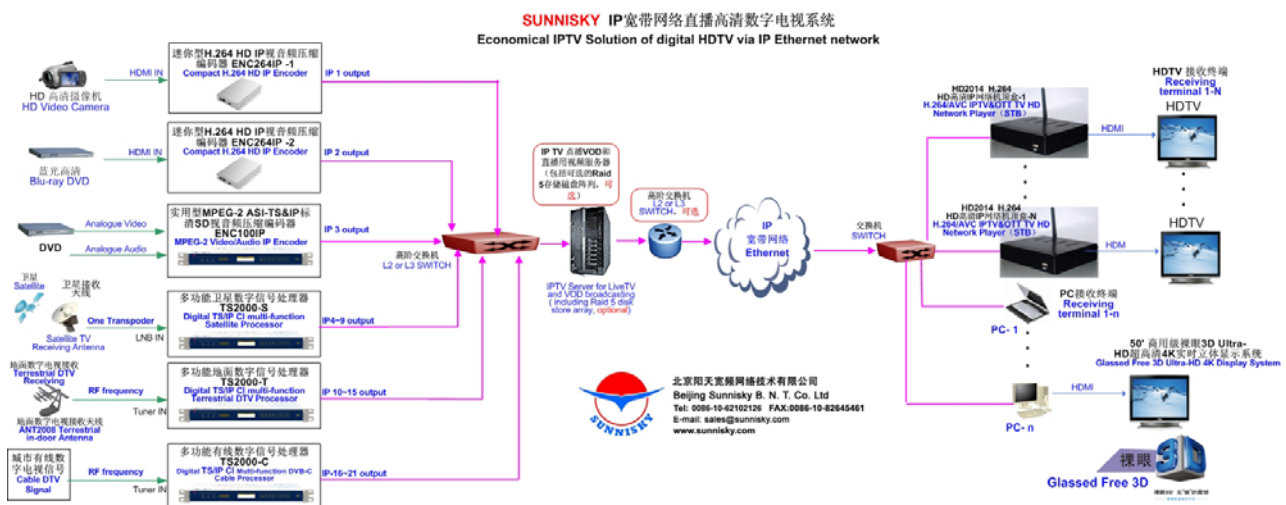 SUNNISKY IP宽带网络直播高清数字电视系统
Economical IPTV Solution of digital HDTV via IP Ethernet network
HD 高清摄像机
HD Video Camera
HDMI IN
迷你型H.264 HD IP视音频压缩
编码器 ENC264IP -1
Compact H.264 HD IP Encoder
IP 1 output
蓝光高清
Blu-ray DVD
HDMI IN
迷你型H.264 HD IP视音频压缩
编码器 ENC264IP -2
Compact H.264 HD IP Encoder
IP 2 output
DVD
Analogue Video
Analogue Audio
实用型MPEG-2 ASI-TS&IP标
清SD视音频压缩编码器
ENC100IP
MPEG-2 Video/Audio IP Encoder
IP 3 output
卫星
Satellite
卫星接收
天线
Satellite TV
Receiving Antenna
One Transpoder
LNB IN
多功能卫星数字信号处理器
TS2000-S
Digital TS/IP CI multi-function
Satellite Processor
IP4~9 output
地面数字电视接收
Terrestrial DTV
Receiving
地面数字电视接收天线
ANT2008 Terrestrial
in-door Antenna
RF frequency
Tuner IN
多功能地面数字信号处理器
TS2000-T
Digital TS/IP CI multi-function
Terrestrial DTV Processor
IP 10~15 output
城市有线数
字电视信号
Cable DTV
Signal
RF frequency
Tuner IN
多功能有线数字信号处理器
TS2000-C
Digital TS/IP CI Multi-function DVB-C
Cable Processor
IP-16~21 output
高阶交换机
L2 or L3 SWITCH
IP TV 点播VOD和
直播用视频服务器
(包括可选的Raid
5存储磁盘阵列, 可
选)
IPTV Server for LiveTV
and VOD broadcasting
( including Raid 5 disk
store array, optional)
高阶交换机
L2 or L3
SWITCH, 可选
IP
宽带网络
Ethernet
交换机
SWITCH
HD2014 H.264
HD高清IP网络机顶盒-1
H.264/AVC IPTV&OTT TV HD
Network Player (STB)
HDMI
HDTV 接收终端
Receiving
terminal 1-N
HDTV
HD2014 H.264
HD高清IP网络机顶盒-N
H.264/AVC IPTV&OTT TV HD
Network Player (STB)
HDM
HDTV
PC接收终端
Receiving
terminal 1-n
PC- 1
50' 商用级裸眼3D Ultra-
HD超高清4K实时立体显示系统
Glassed Free 3D Ultra-HD 4K Display System
HDMI
PC- n
裸眼
3D
Glassed Free 3D
SUNNISKY
北京阳天宽频网络技术有限公司
Beijing Sunnisky B. N. T. Co. Ltd
Tel: 0086-10-62102126 FAX:0086-10-82645461
E-mail: sales@sunnisky.com
www.sunnisky.com